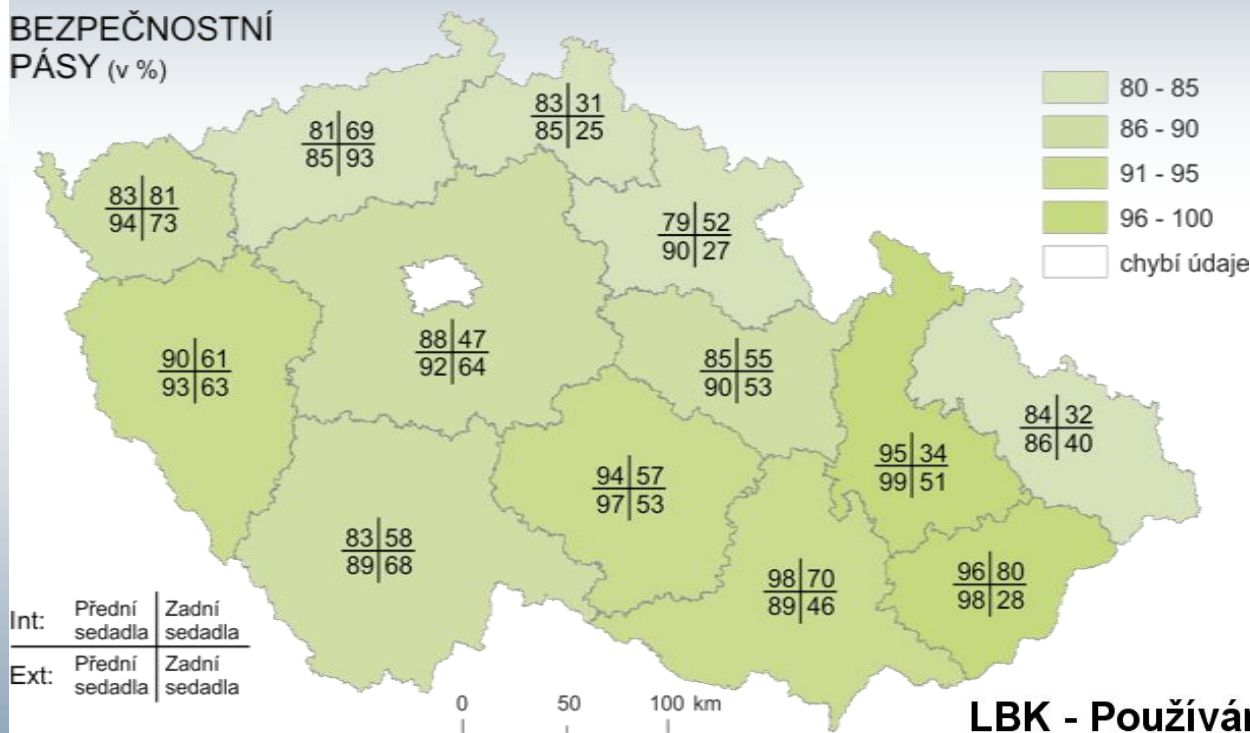 BEZPEČNOSTNÍ
PÁSY (v %)
80 - 85
86 - 90
91 - 95
96 - 100
chybí údaje
83 31
85 25
81 69
85 93
83 81
94 73
79 52
90 27
88 47
92 64
90 61
93 63
85 55
90 53
84 32
86 40
95 34
99 51
94 57
97 53
83 58
89 68
98 70
89 46
96 80
98 28
Int: Přední sedadla Zadní sedadla
Ext: Přední sedadla Zadní sedadla
0 50 100 km
LBK - Používár